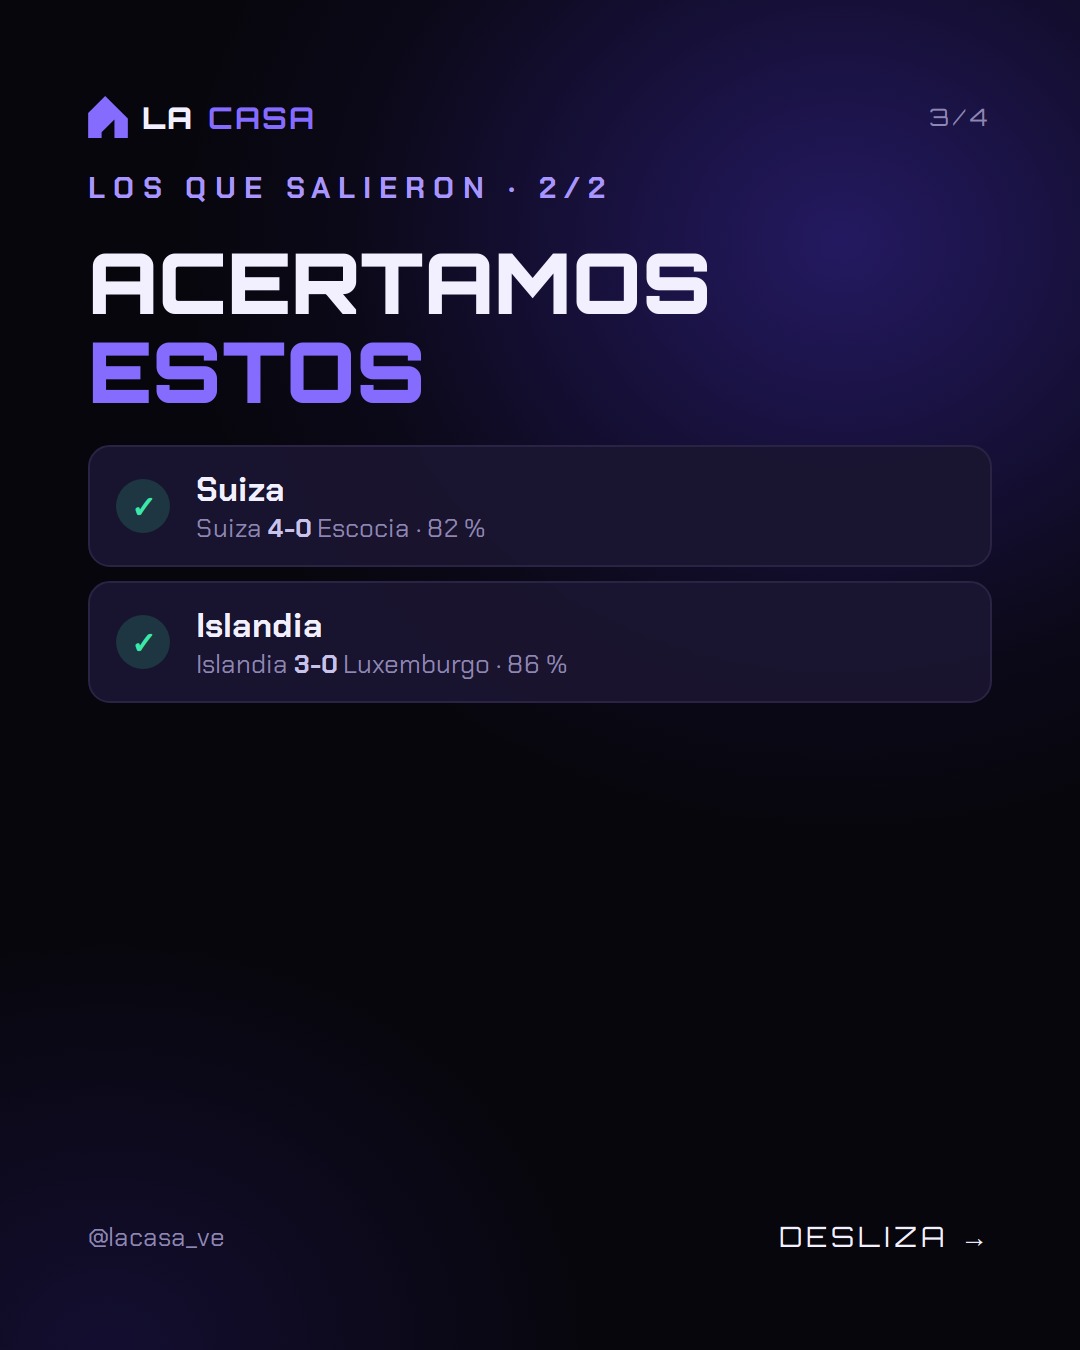 LA CASA
3/4
LOS QUE SALIERON · 2/2
ACERTAMOS
ESTOS
✓
Suiza
Suiza 4-0 Escocia · 82 %
✓
Islandia
Islandia 3-0 Luxemburgo · 86 %
@lacasa_ve
DESLIZA →